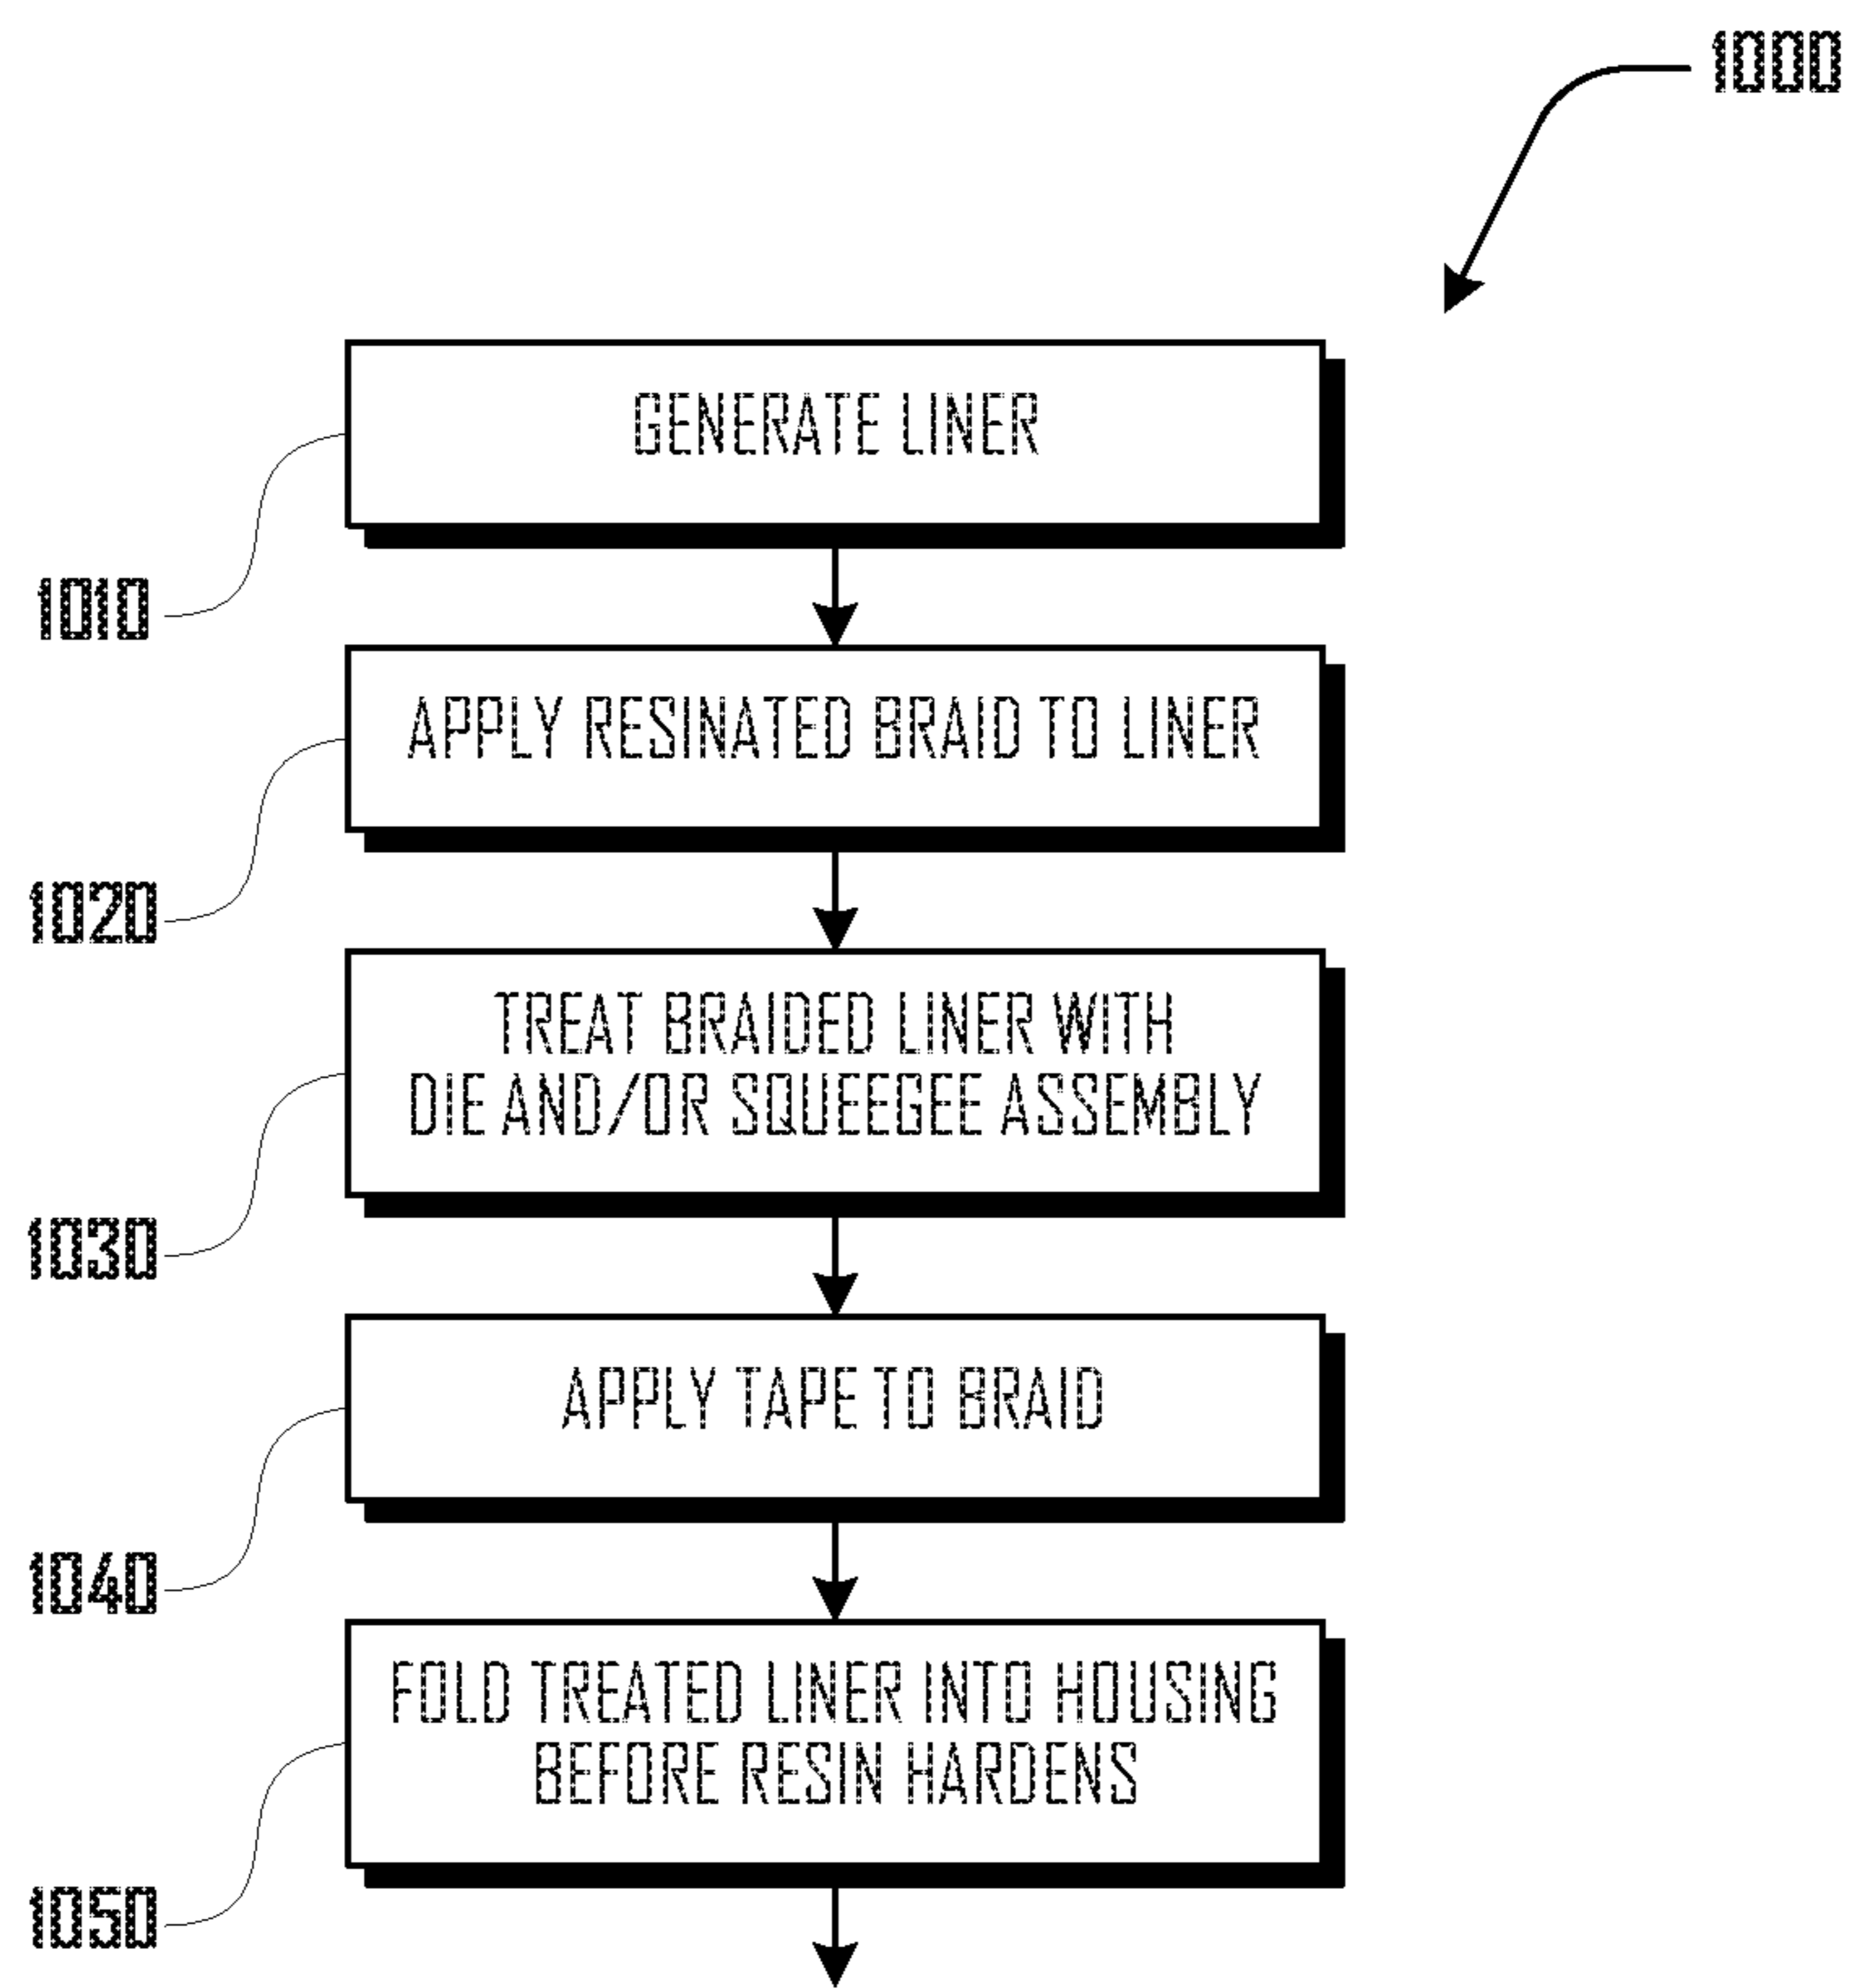 1000
GENERATE LINER
1010
APPLY RESINATED BRAID TO LINER
1020
TREAT BRAIDED LINER WITH
DIE AND/OR SQUEEGEE ASSEMBLY
1030
APPLY TAPE TO BRAID
1040
FOLD TREATED LINER INTO HOUSING
BEFORE RESIN HARDENS
1050